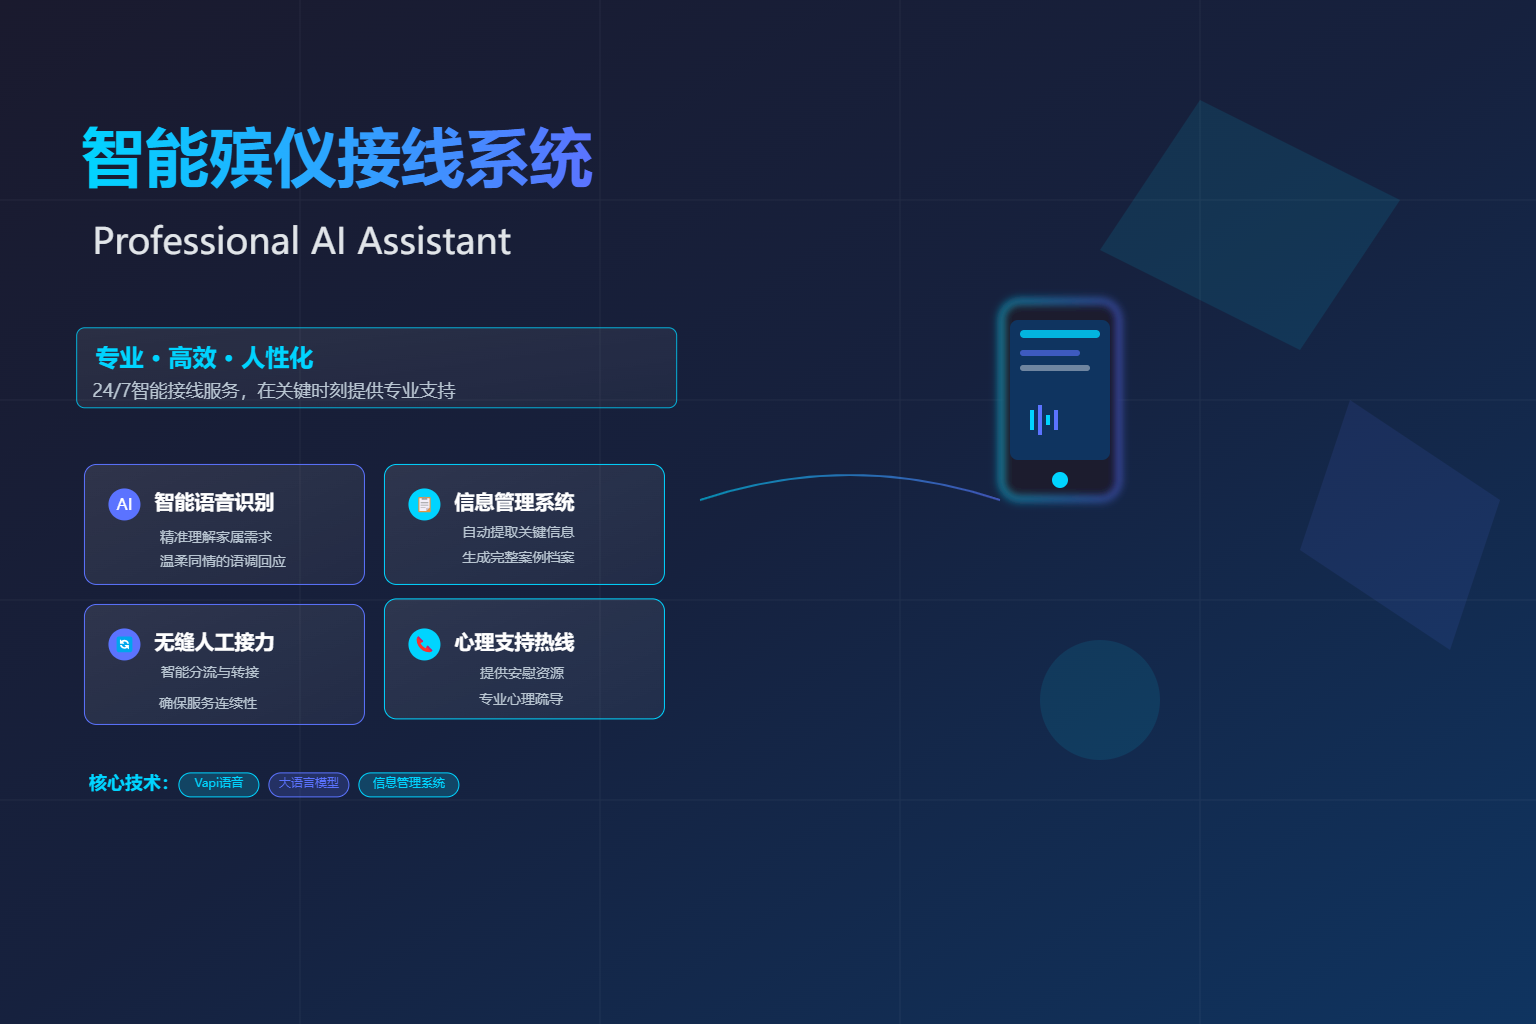 智能殡仪接线系统
Professional AI Assistant
专业・高效・人性化
24/7智能接线服务，在关键时刻提供专业支持
AI 智能语音识别
精准理解家属需求
温柔同情的语调回应
信息管理系统
自动提取关键信息
生成完整案例档案
无缝人工接力
智能分流与转接
确保服务连续性
心理支持热线
提供安慰资源
专业心理疏导
核心技术： Vapi语音 大语言模型 信息管理系统